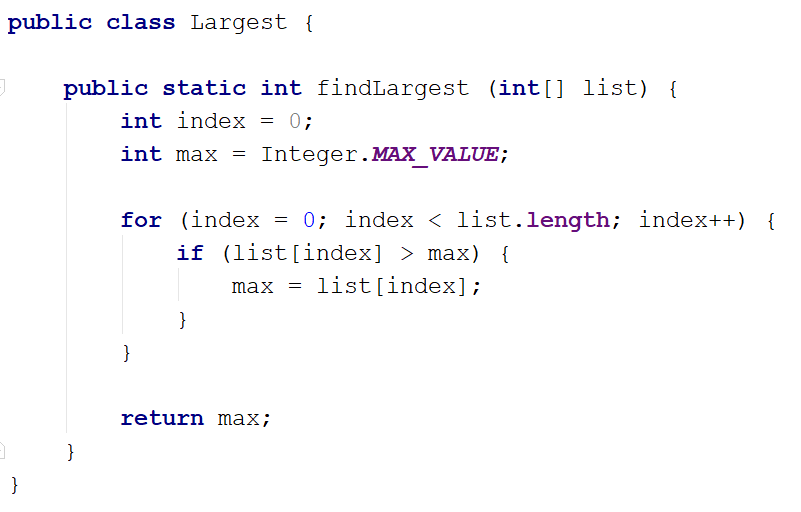 public class Largest {
public static int findLargest (int[] list) {
int index = 0;
int max = Integer.MAX_VALUE;
for (index = 0; index < list.length; index++) {
if (list[index] > max) {
max = list[index];
}
}
return max;
}
}